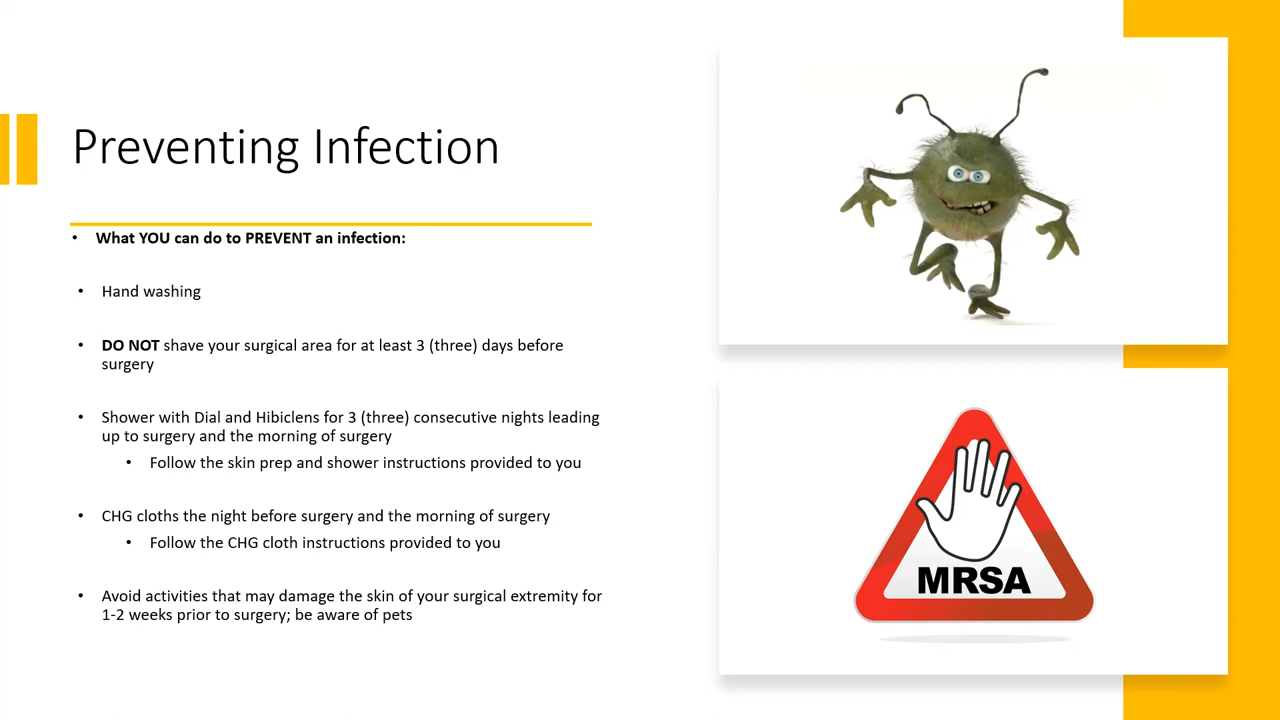 Preventing Infection
• What YOU can do to PREVENT an infection:
• Hand washing
• DO NOT shave your surgical area for at least 3 (three) days before
surgery
• Shower with Dial and Hibiclens for 3 (three) consecutive nights leading
up to surgery and the morning of surgery
• Follow the skin prep and shower instructions provided to you
• CHG cloths the night before surgery and the morning of surgery
• Follow the CHG cloth instructions provided to you
• Avoid activities that may damage the skin of your surgical extremity for
1-2 weeks prior to surgery; be aware of pets
MRSA